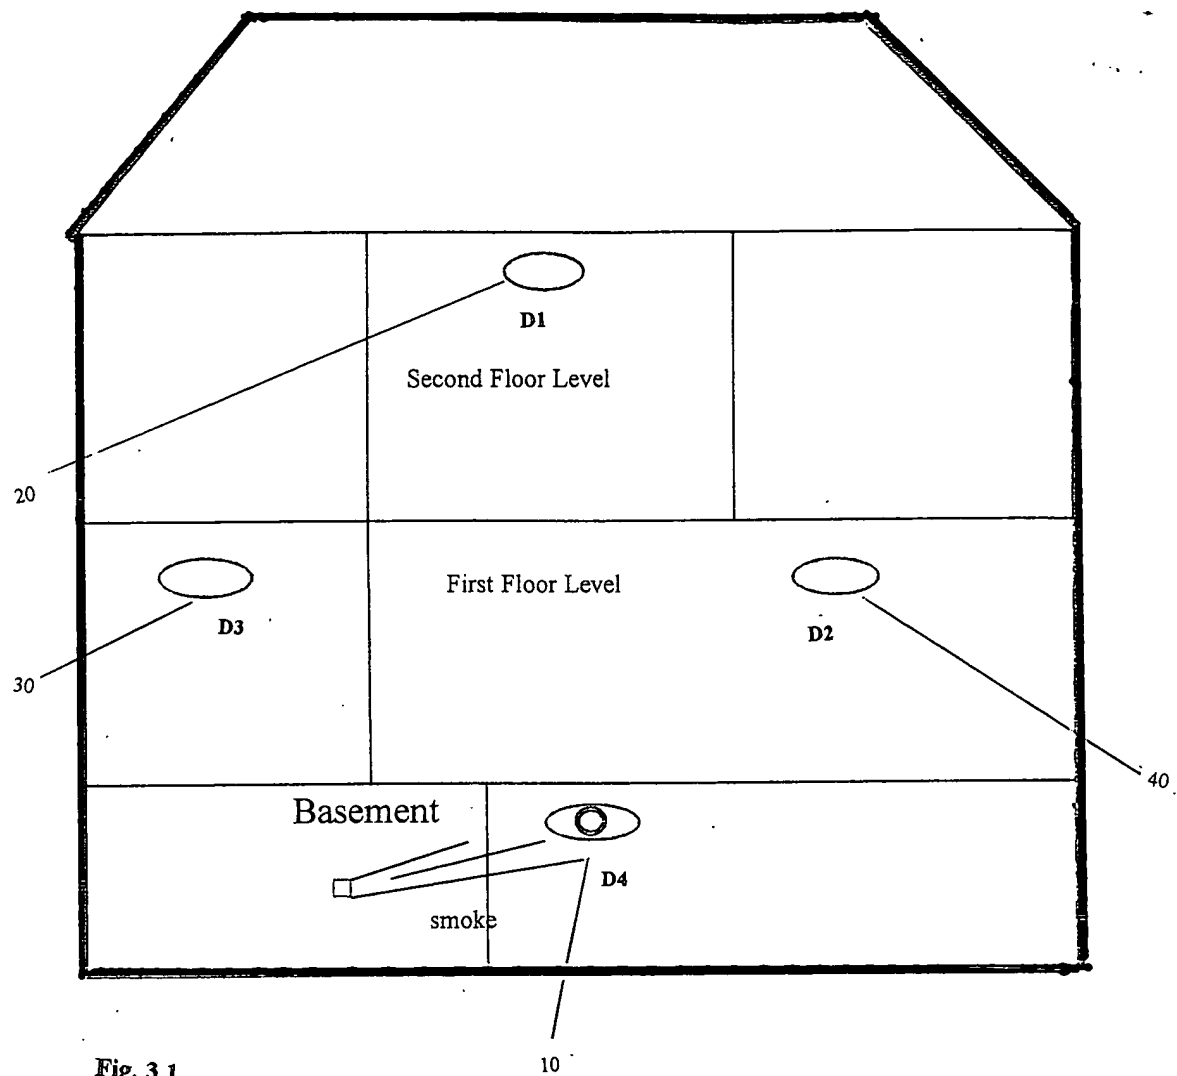 D1
Second Floor Level
20
First Floor Level
D3
D2
30
40
Basement
D4
smoke
10
Fig. 3.1